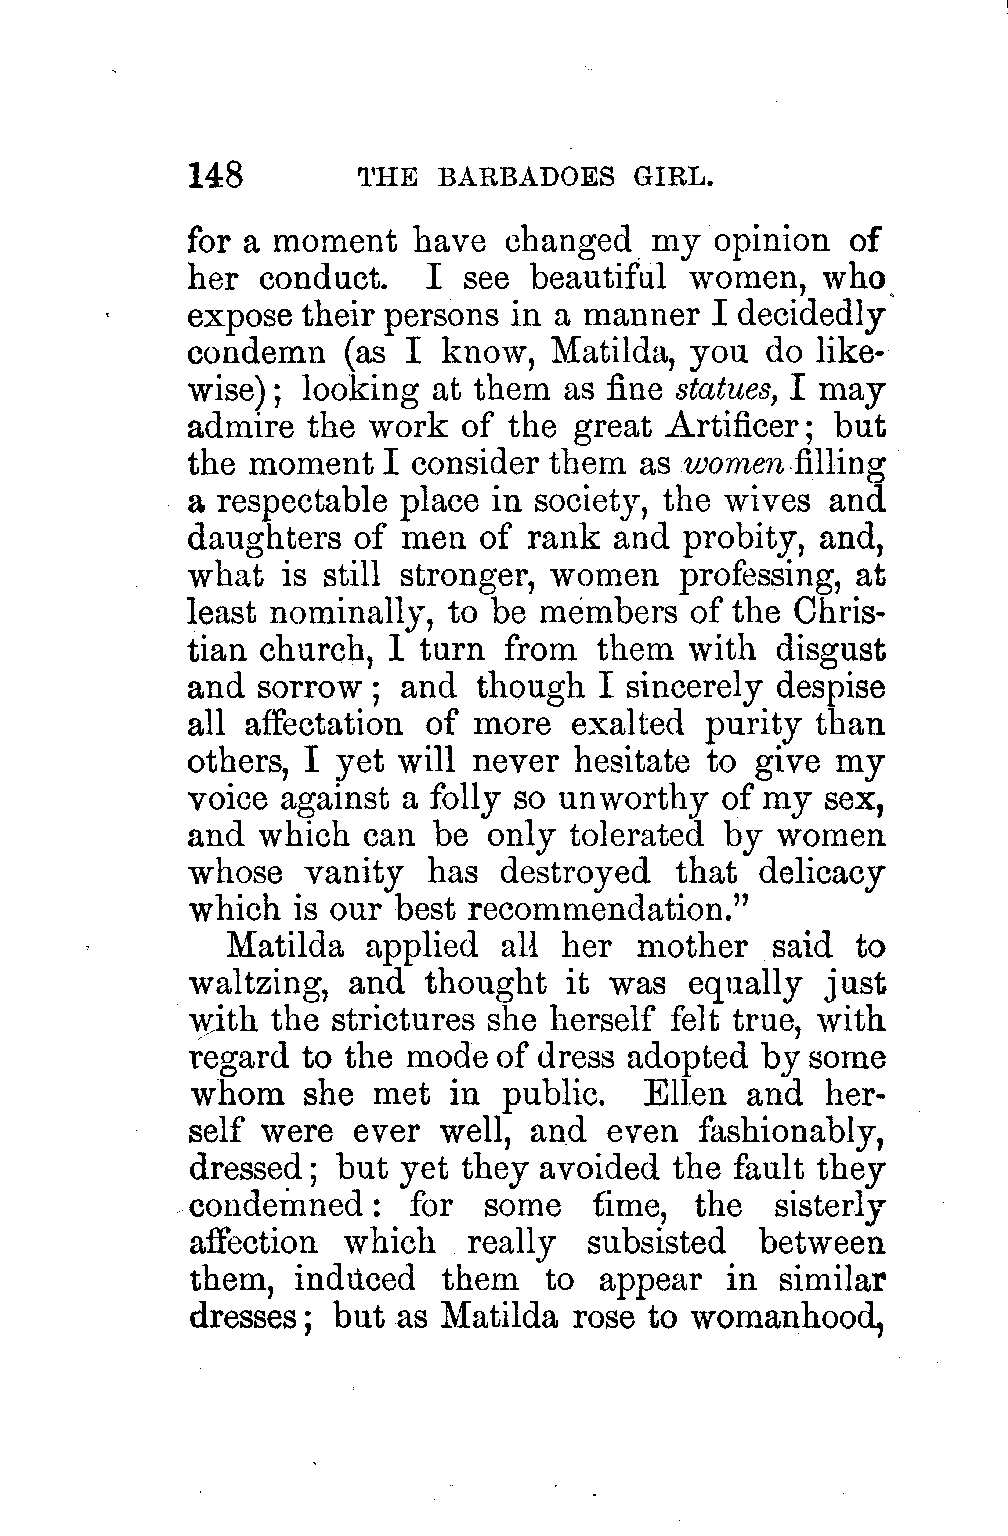 148 THE BARBADOES GIRL.
for a moment have changed my opinion of
her conduct. I see beautiful women, who
expose their persons in a manner I decidedly
condemn (as I know, Matilda, you do like-
wise); looking at them as fine statues, I may
admire the work of the great Artificer; but
the moment I consider them as women filling
a respectable place in society, the wives and
daughters of men of rank and probity, and,
what is still stronger, women professing, at
least nominally, to be members of the Chris-
tian church, I turn from them with disgust
and sorrow; and though I sincerely despise
all affectation of more exalted purity than
others, I yet will never hesitate to give my
voice against a folly so unworthy of my sex,
and which can be only tolerated by women
whose vanity has destroyed that delicacy
which is our best recommendation."
Matilda applied all her mother said to
waltzing, and thought it was equally just
with the strictures she herself felt true, with
regard to the mode of dress adopted by some
whom she met in public. Ellen and her-
self were ever well, and even fashionably,
dressed; but yet they avoided the fault they
condemned: for some time, the sisterly
affection which really subsisted between
them, induced them to appear in similar
dresses; but as Matilda rose to womanhood,